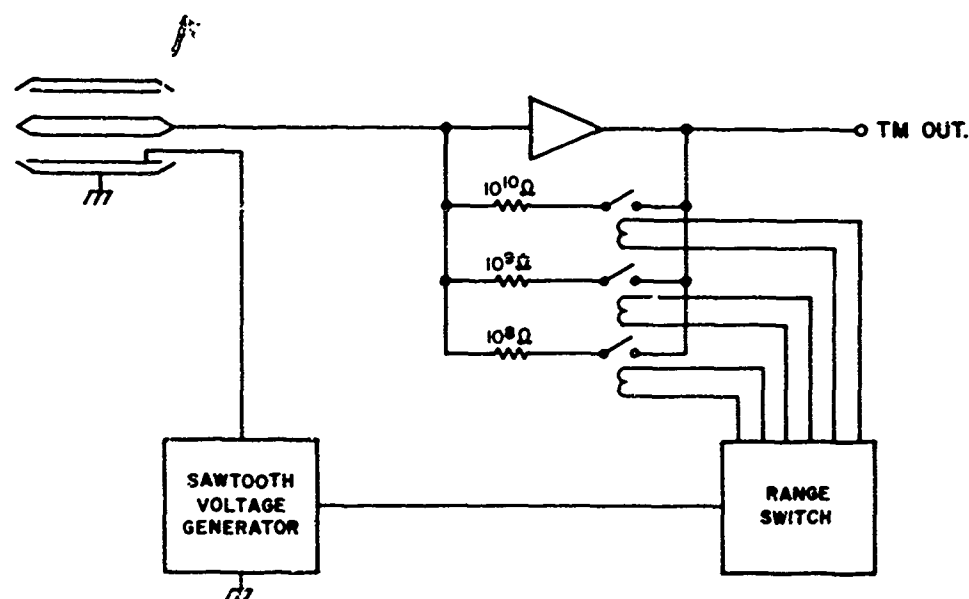 TM OUT.
10¹⁰Ω
10⁹Ω
10⁸Ω
SAWTOOTH
VOLTAGE
GENERATOR
RANGE
SWITCH